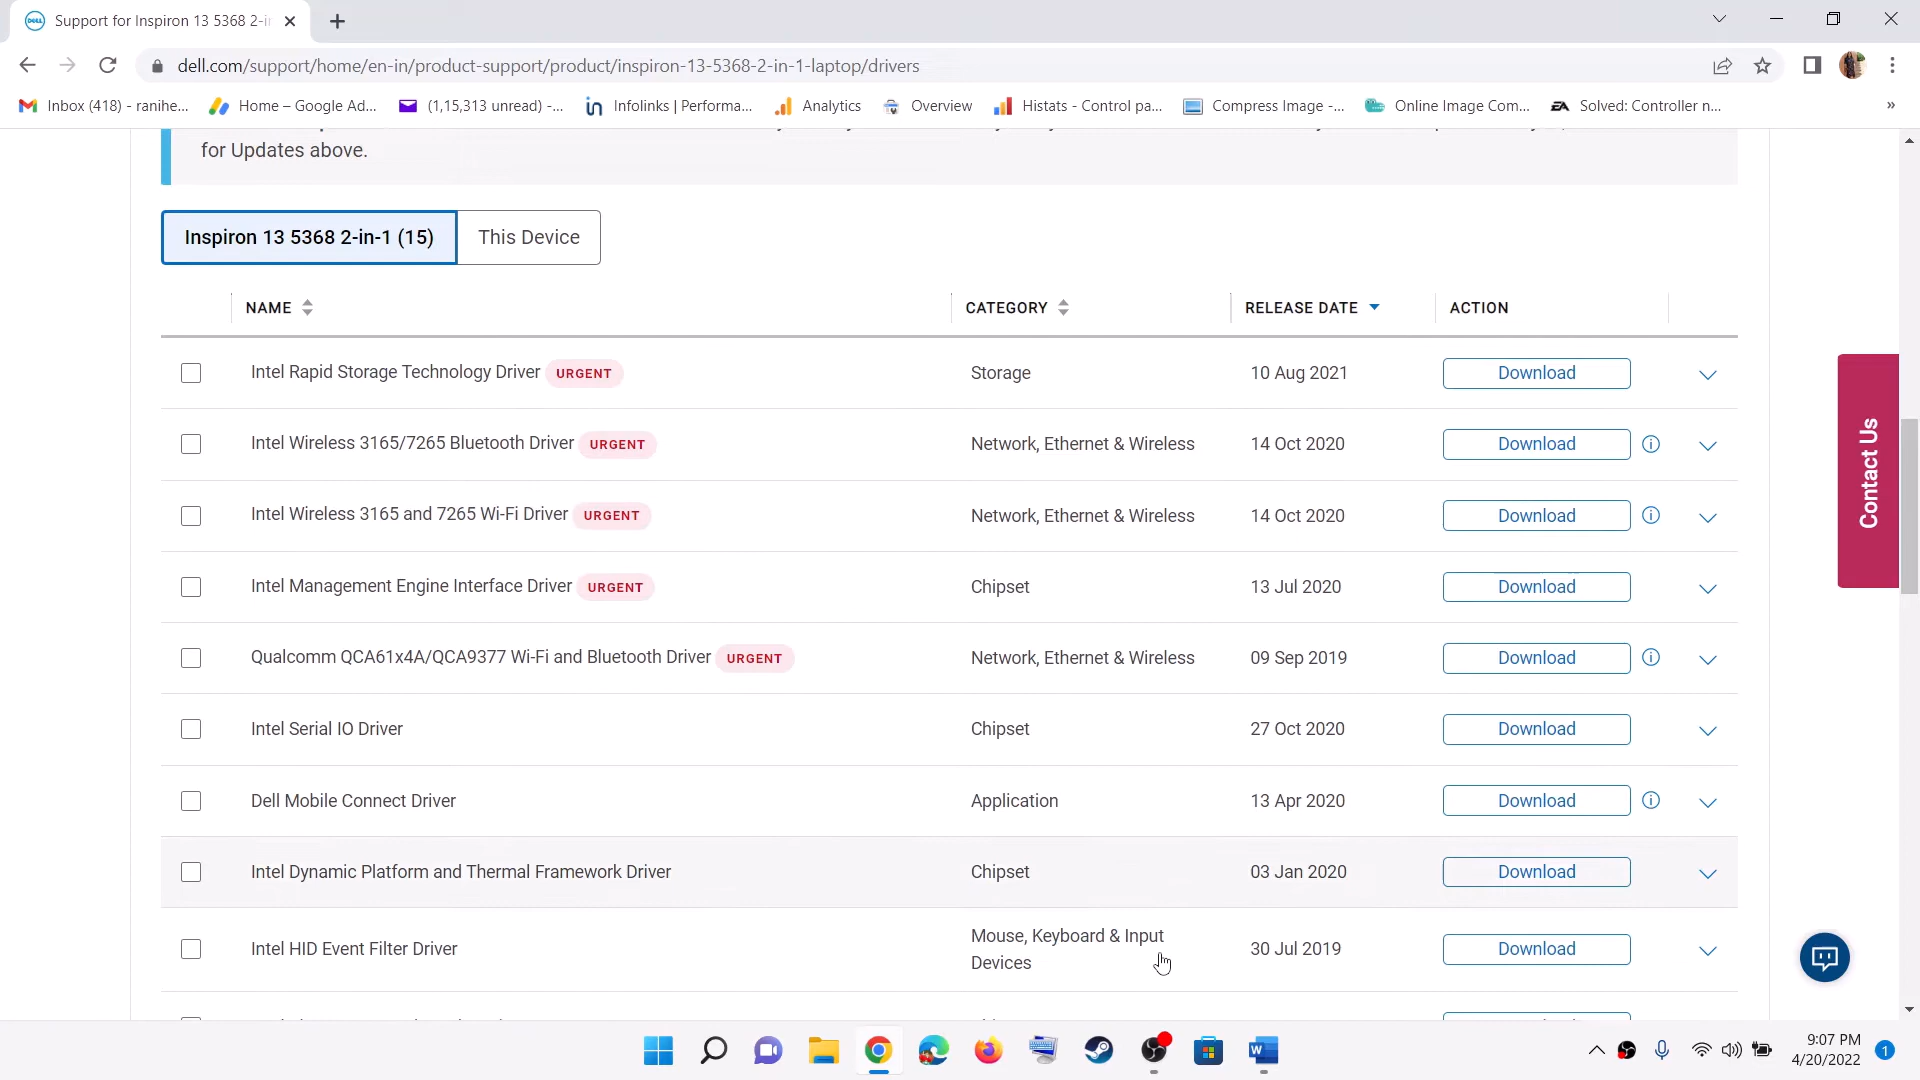 Support for Inspiron 13 5368 2-in
dell.com/support/home/en-in/product-support/product/inspiron-13-5368-2-in-1-laptop/drivers
Inbox (418) - ranihe... Home – Google Ad... (1,15,313 unread) -... Infolinks | Performa... Analytics Overview Histats - Control pa... Compress Image -... Online Image Com... Solved: Controller n... »
for Updates above.
Inspiron 13 5368 2-in-1 (15) This Device
NAME CATEGORY RELEASE DATE ACTION
Intel Rapid Storage Technology Driver URGENT Storage 10 Aug 2021 Download
Intel Wireless 3165/7265 Bluetooth Driver URGENT Network, Ethernet & Wireless 14 Oct 2020 Download
Intel Wireless 3165 and 7265 Wi-Fi Driver URGENT Network, Ethernet & Wireless 14 Oct 2020 Download
Intel Management Engine Interface Driver URGENT Chipset 13 Jul 2020 Download
Qualcomm QCA61x4A/QCA9377 Wi-Fi and Bluetooth Driver URGENT Network, Ethernet & Wireless 09 Sep 2019 Download
Intel Serial IO Driver Chipset 27 Oct 2020 Download
Dell Mobile Connect Driver Application 13 Apr 2020 Download
Intel Dynamic Platform and Thermal Framework Driver Chipset 03 Jan 2020 Download
Intel HID Event Filter Driver Mouse, Keyboard & Input Devices 30 Jul 2019 Download
Contact Us
9:07 PM
4/20/2022
1